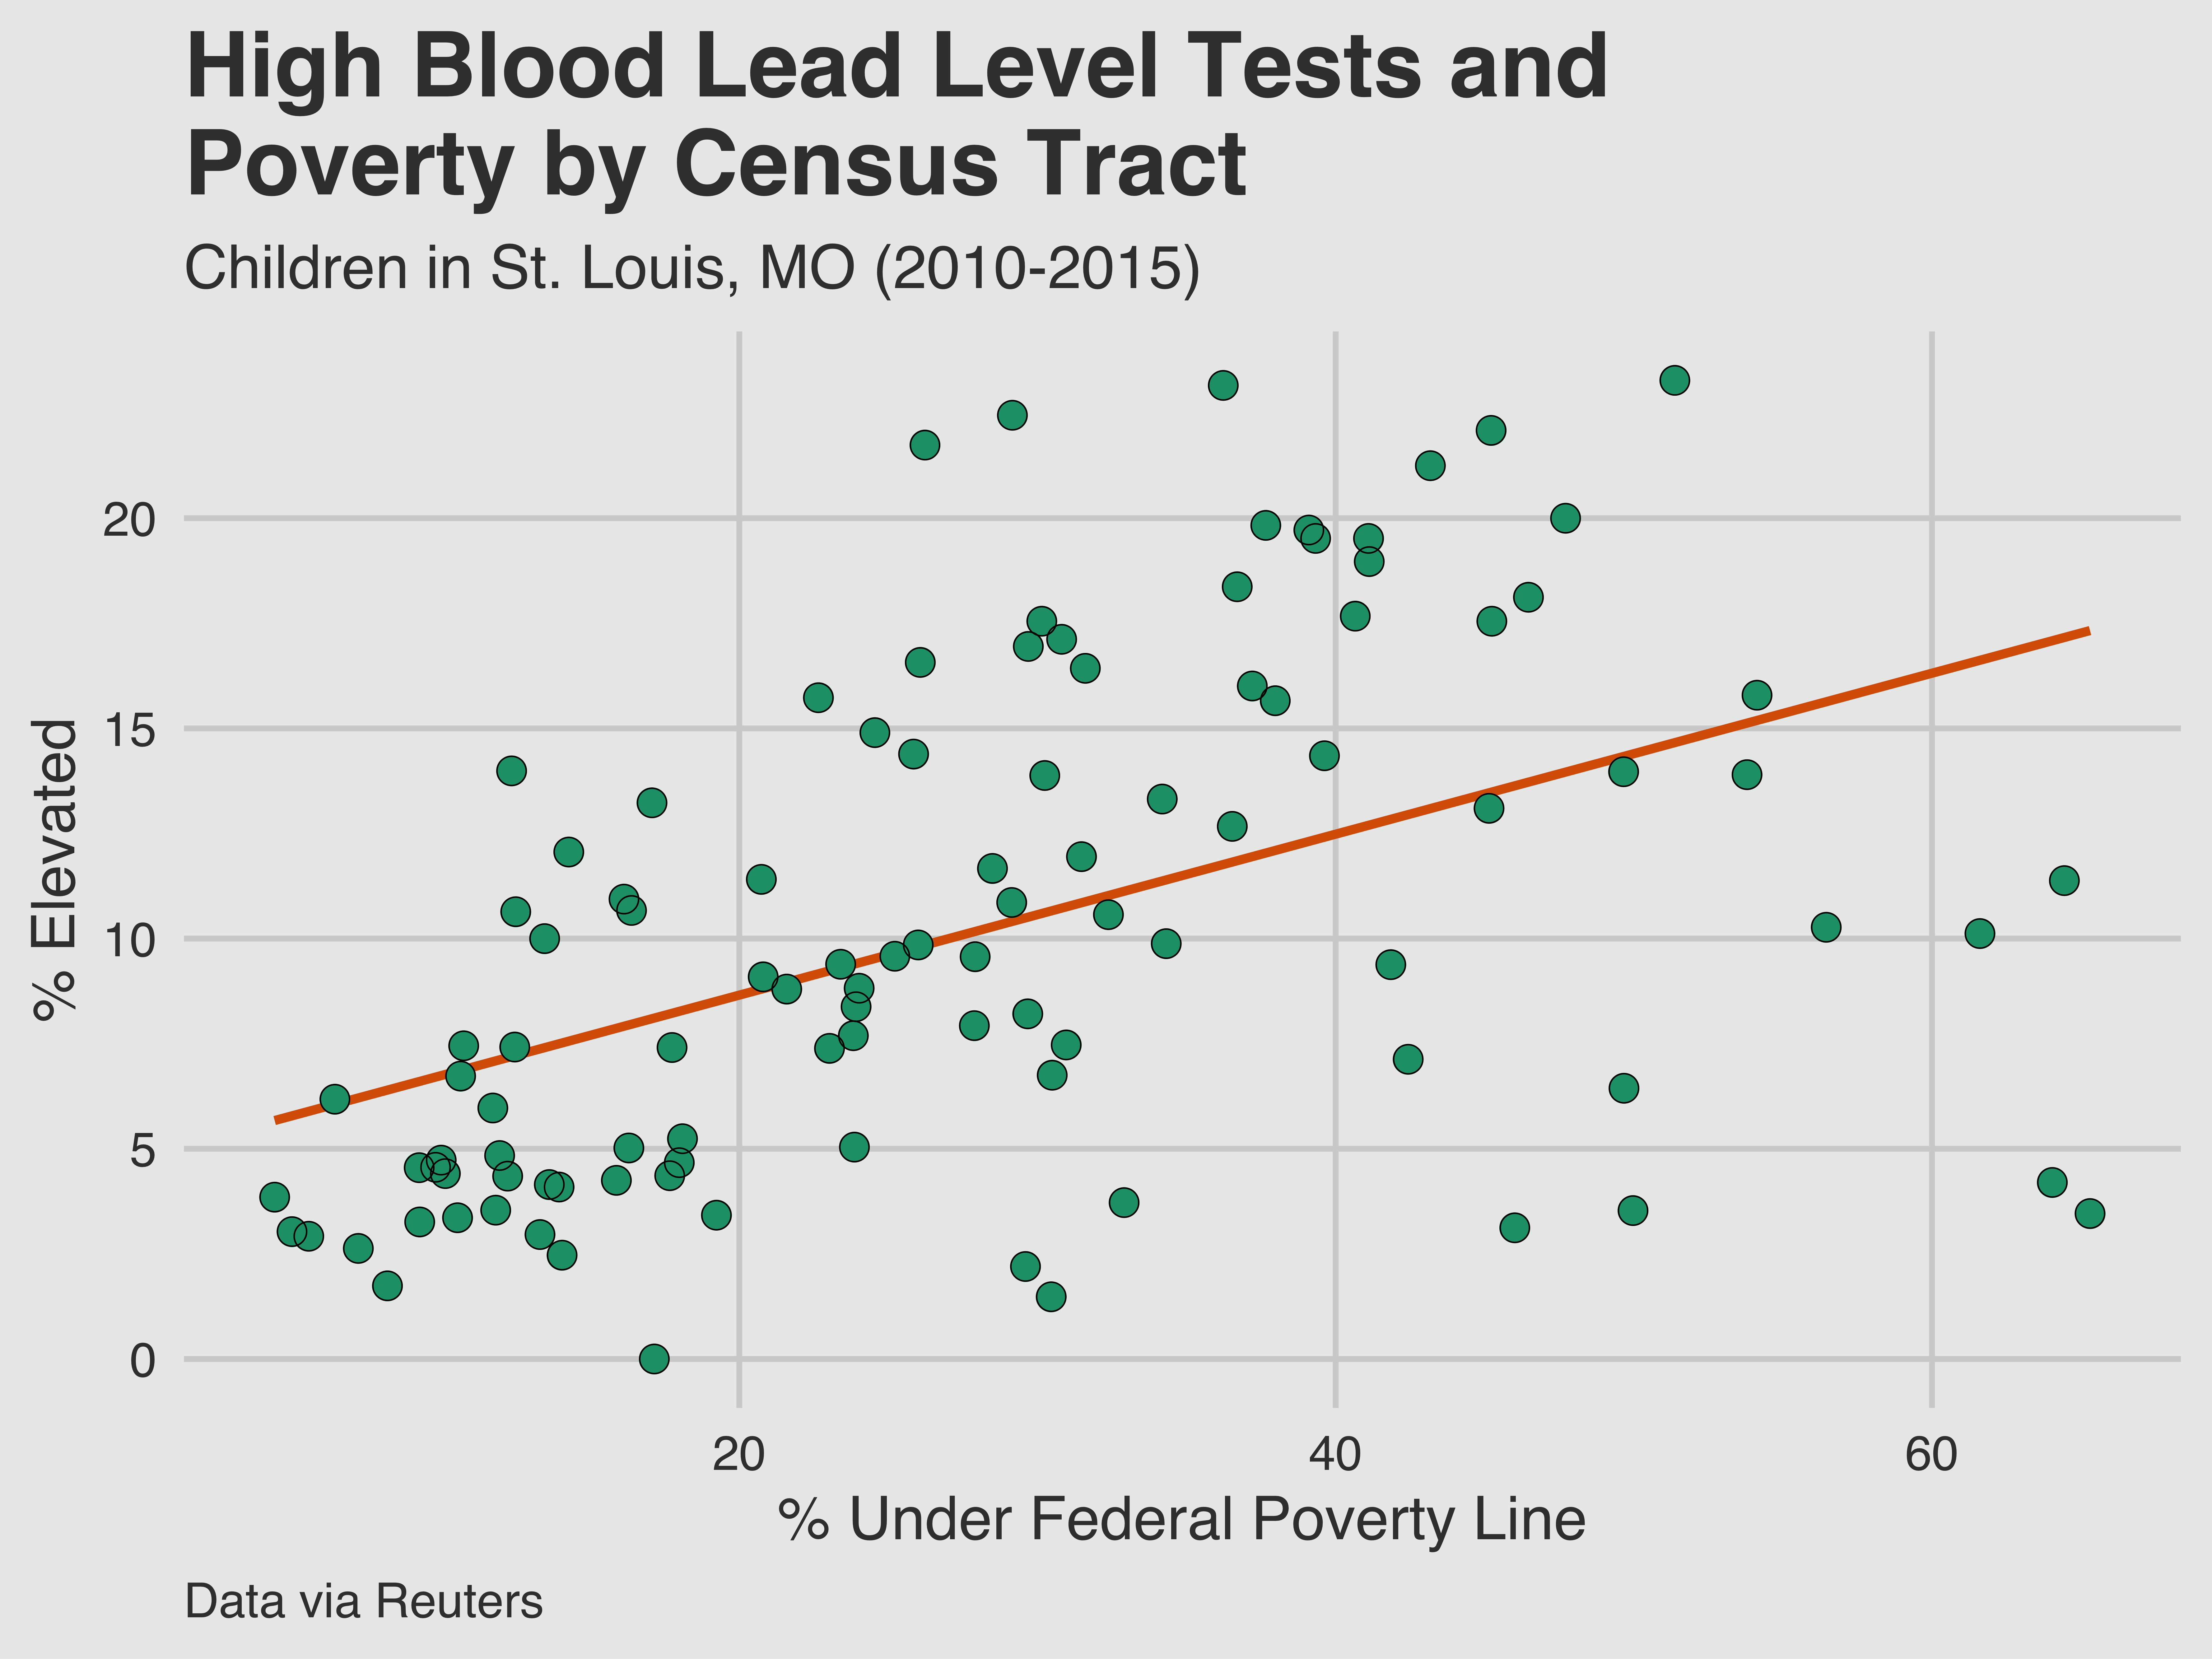 High Blood Lead Level Tests and
Poverty by Census Tract
Children in St. Louis, MO (2010-2015)
% Elevated
20
15
10
5
0
20 40 60
% Under Federal Poverty Line
Data via Reuters